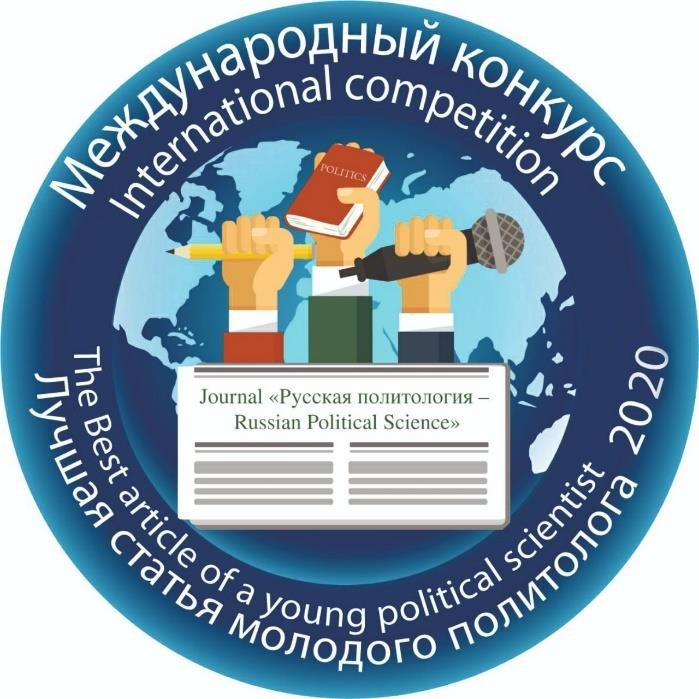 Международный конкурс
International competition
POLITICS
Journal «Русская политология –
Russian Political Science»
The Best article of a young political scientist
Лучшая статья молодого политолога 2020